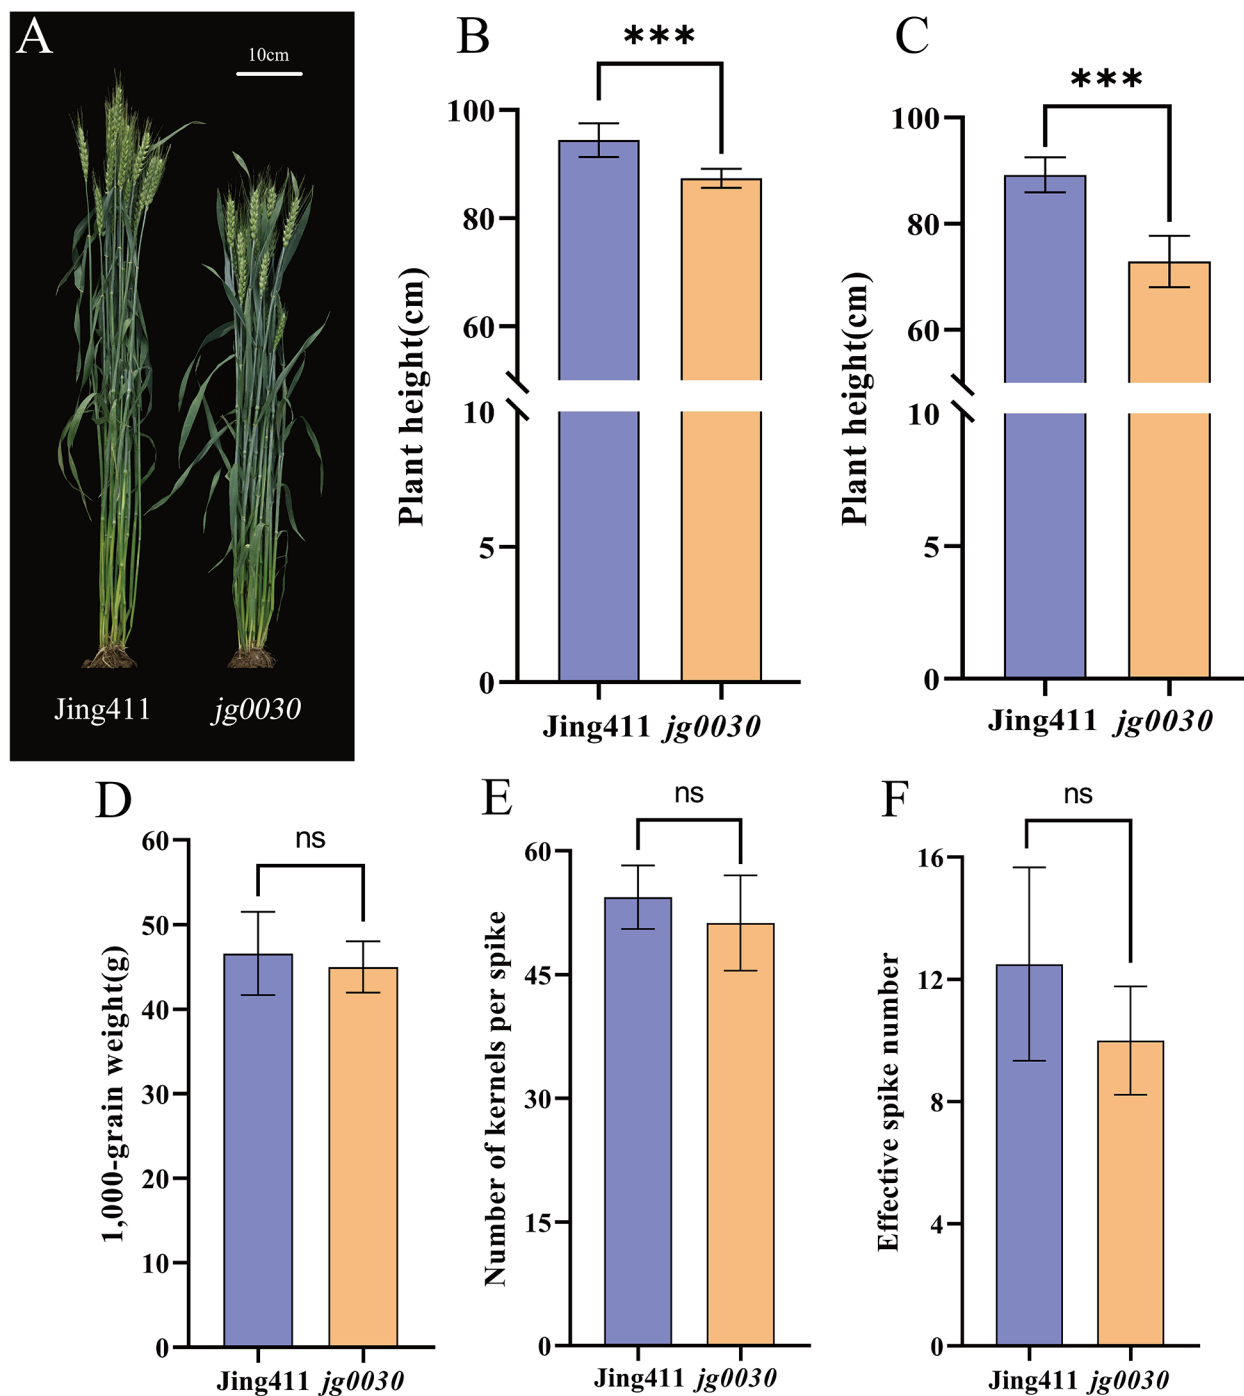 A
10cm
Jing411 jg0030
B
***
Plant height(cm)
100
80
60
10
5
0
Jing411 jg0030
C
***
Plant height(cm)
100
80
60
10
5
0
Jing411 jg0030
D
ns
1,000-grain weight(g)
60
50
40
30
20
10
0
Jing411 jg0030
E
ns
Number of kernels per spike
60
45
30
15
0
Jing411 jg0030
F
ns
Effective spike number
16
12
8
4
0
Jing411 jg0030